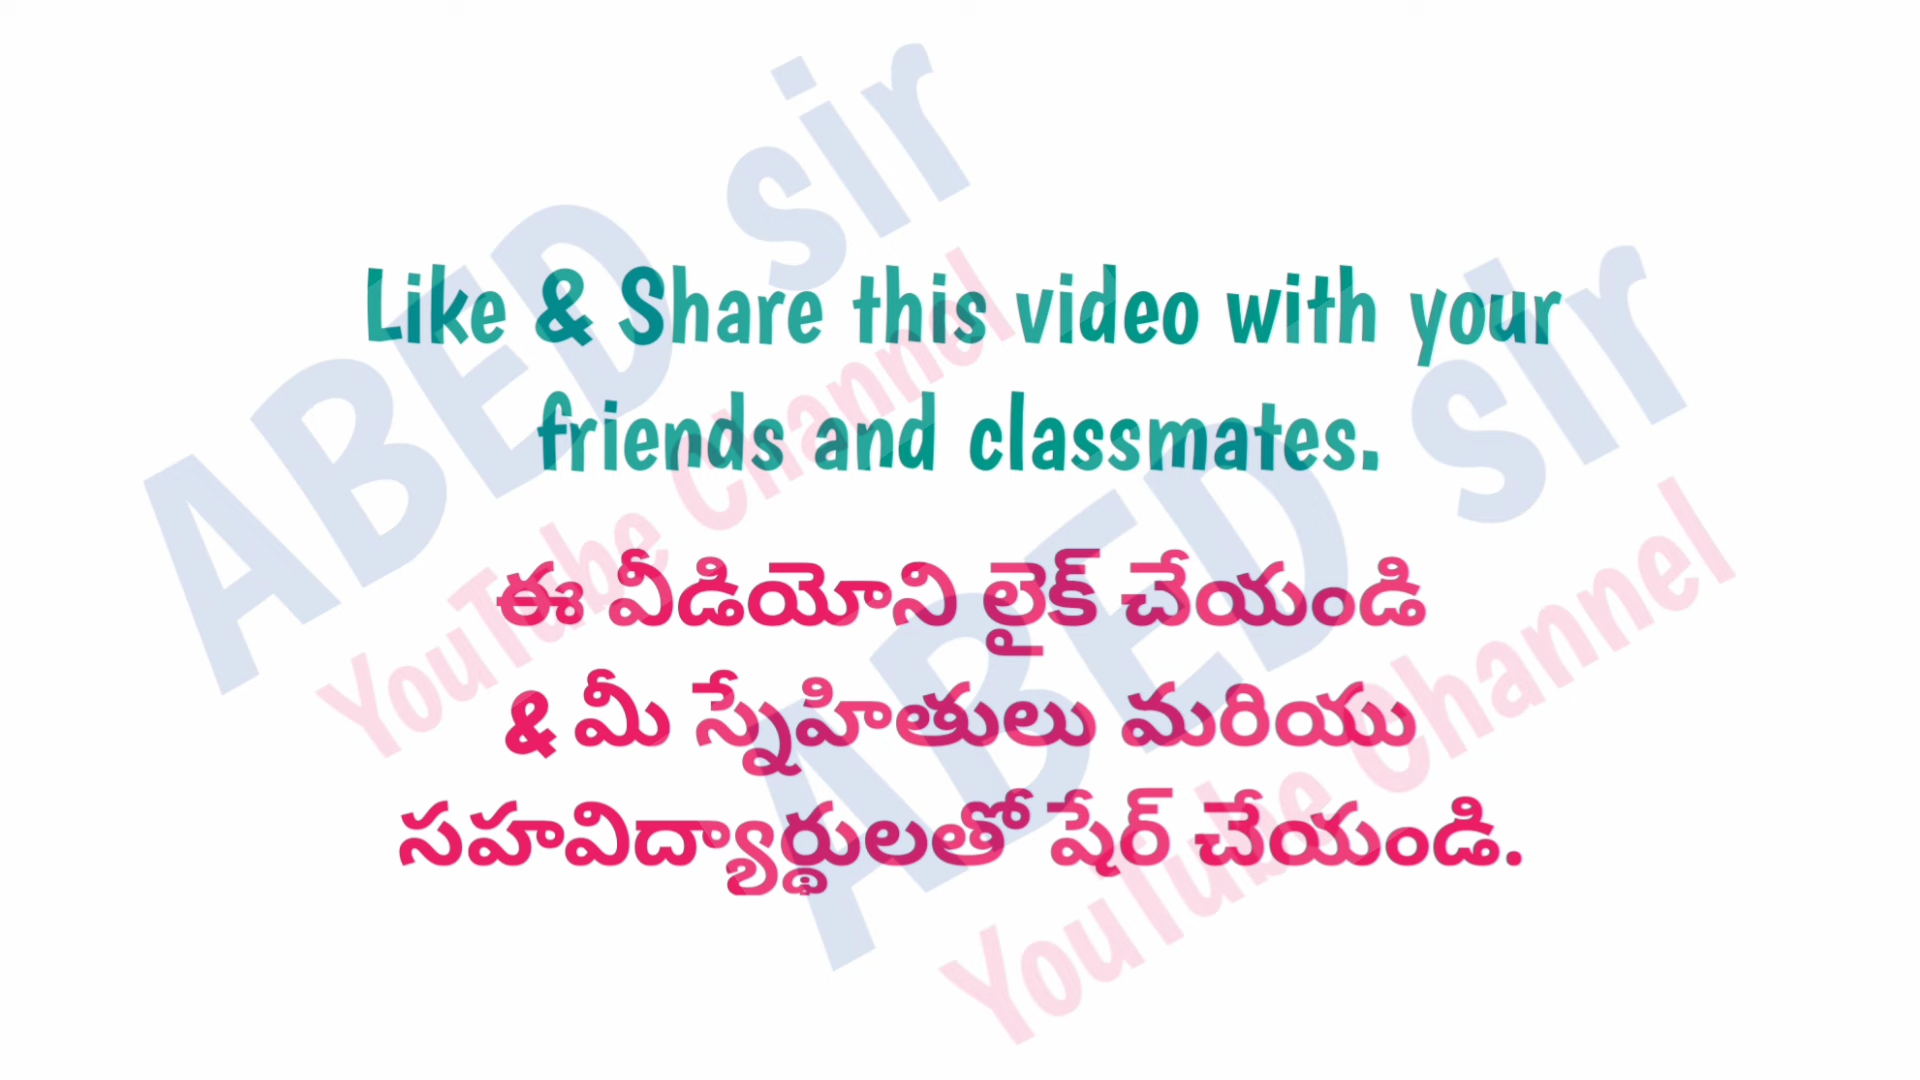 Like & Share this video with your
friends and classmates.
ఈ వీడియోని లైక్ చేయండి
& మీ స్నేహితులు మరియు
సహవిద్యార్థులతో షేర్ చేయండి.
ABED sir
YouTube Channel
ABED sir
YouTube Channel